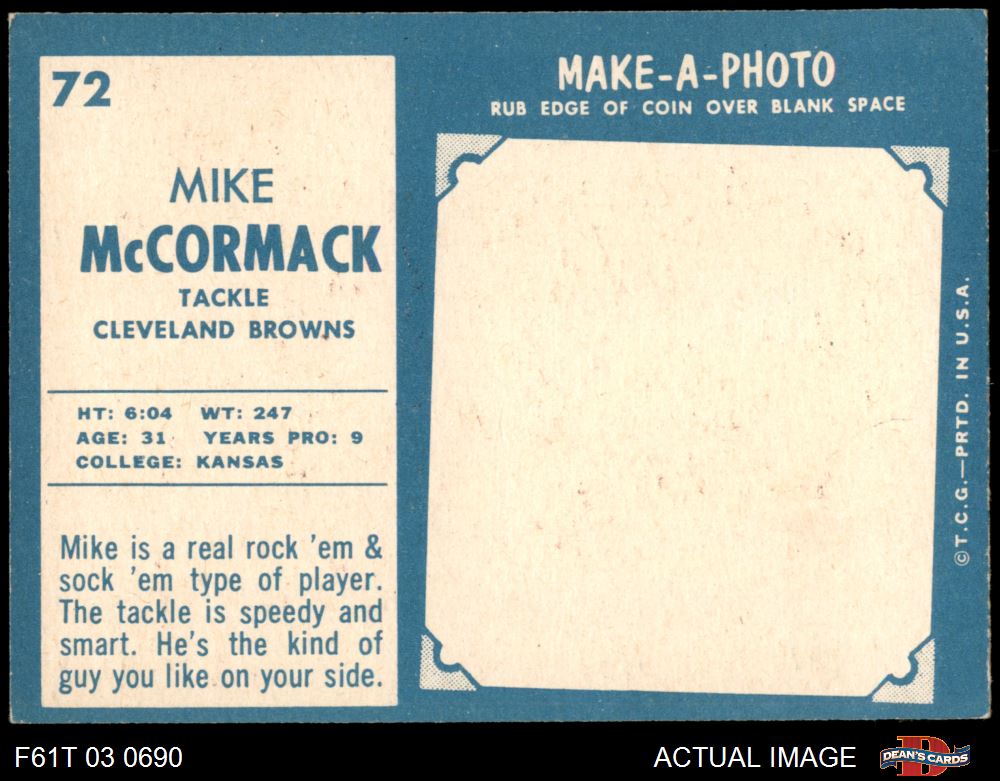 72
MIKE
McCORMACK
TACKLE
CLEVELAND BROWNS
HT: 6:04 WT: 247
AGE: 31 YEARS PRO: 9
COLLEGE: KANSAS
Mike is a real rock 'em &
sock 'em type of player.
The tackle is speedy and
smart. He's the kind of
guy you like on your side.
MAKE-A-PHOTO
RUB EDGE OF COIN OVER BLANK SPACE
©T.C.G.—PRTD. IN U.S.A.
F61T 03 0690
ACTUAL IMAGE
D
DEAN'S CARDS